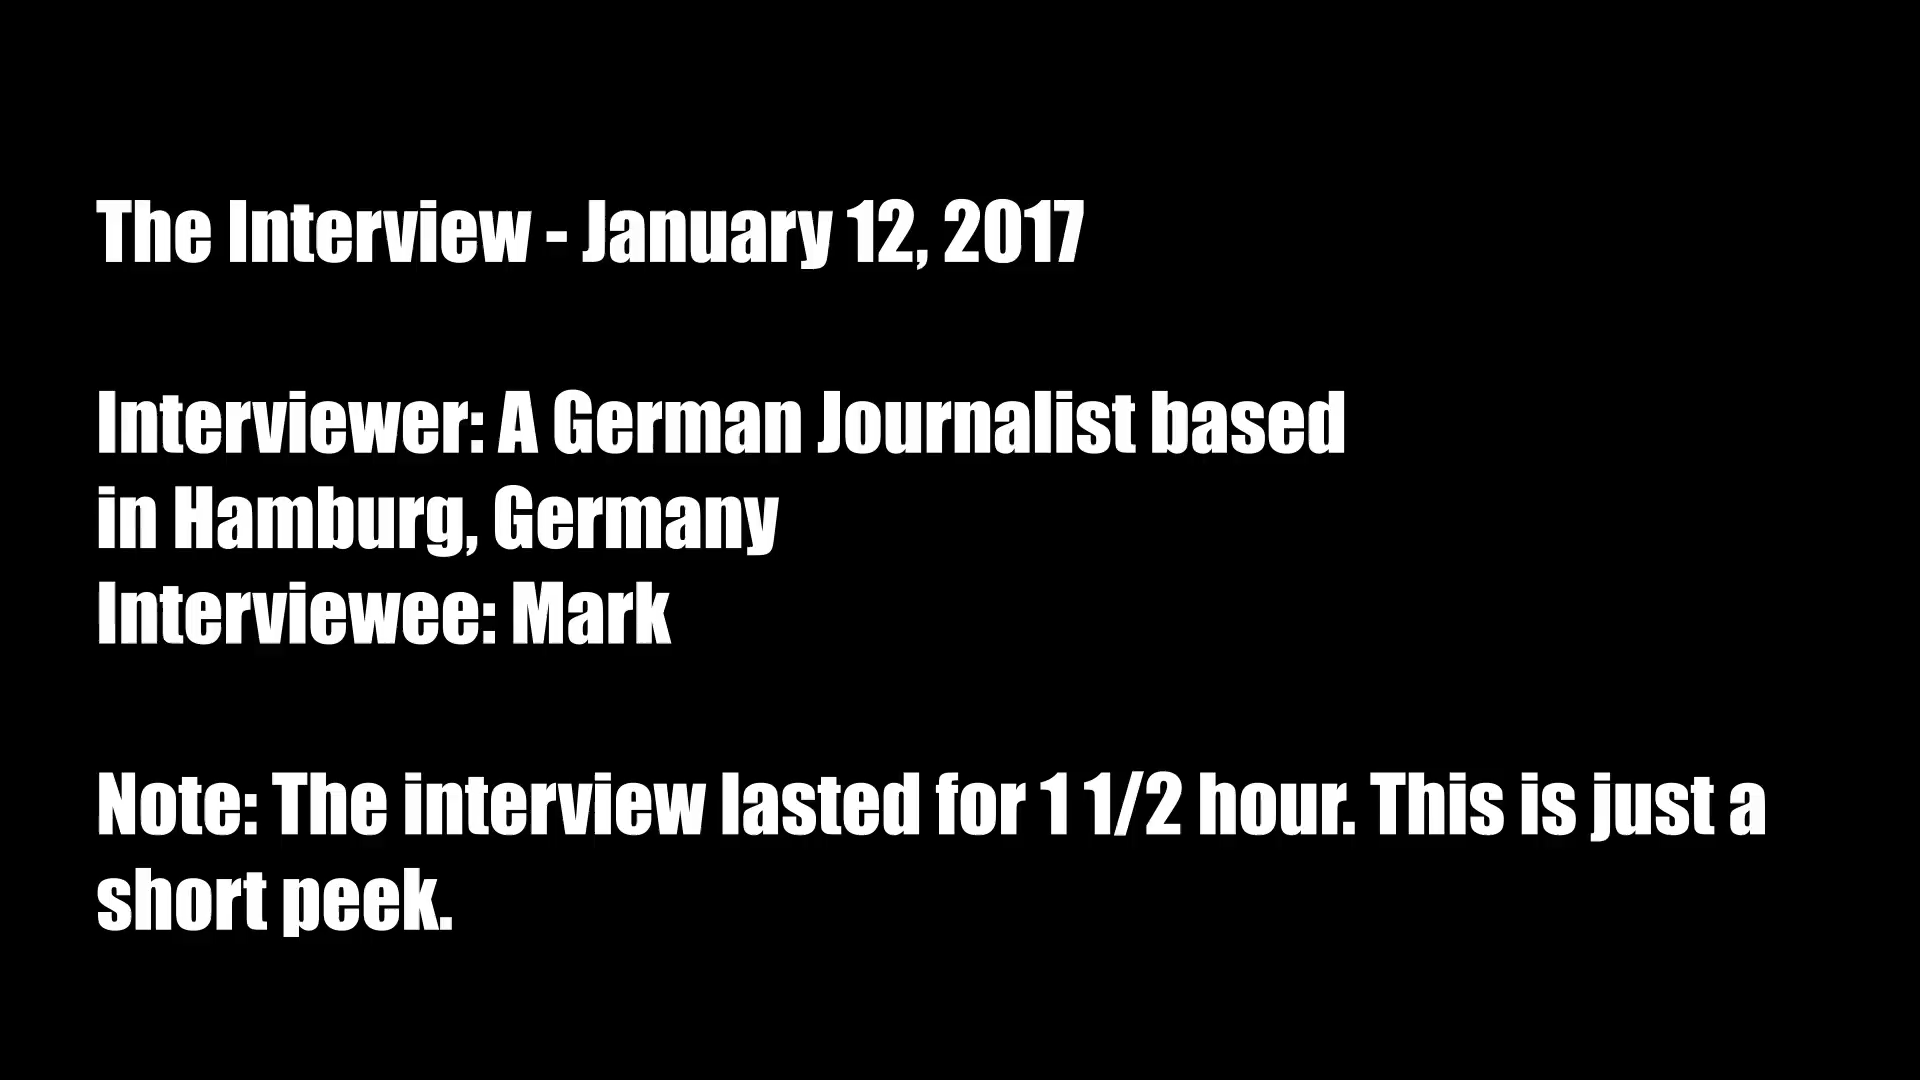 The Interview - January 12, 2017
Interviewer: A German Journalist based
in Hamburg, Germany
Interviewee: Mark
Note: The interview lasted for 1 1/2 hour. This is just a
short peek.